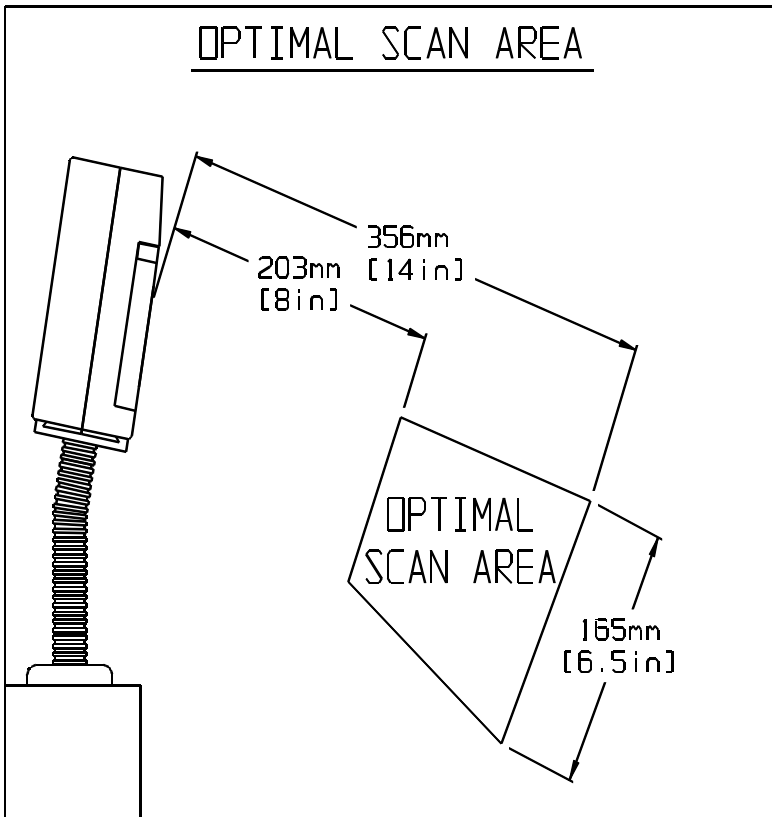 OPTIMAL SCAN AREA
356mm
[14in]
203mm
[8in]
OPTIMAL
SCAN AREA
165mm
[6.5in]